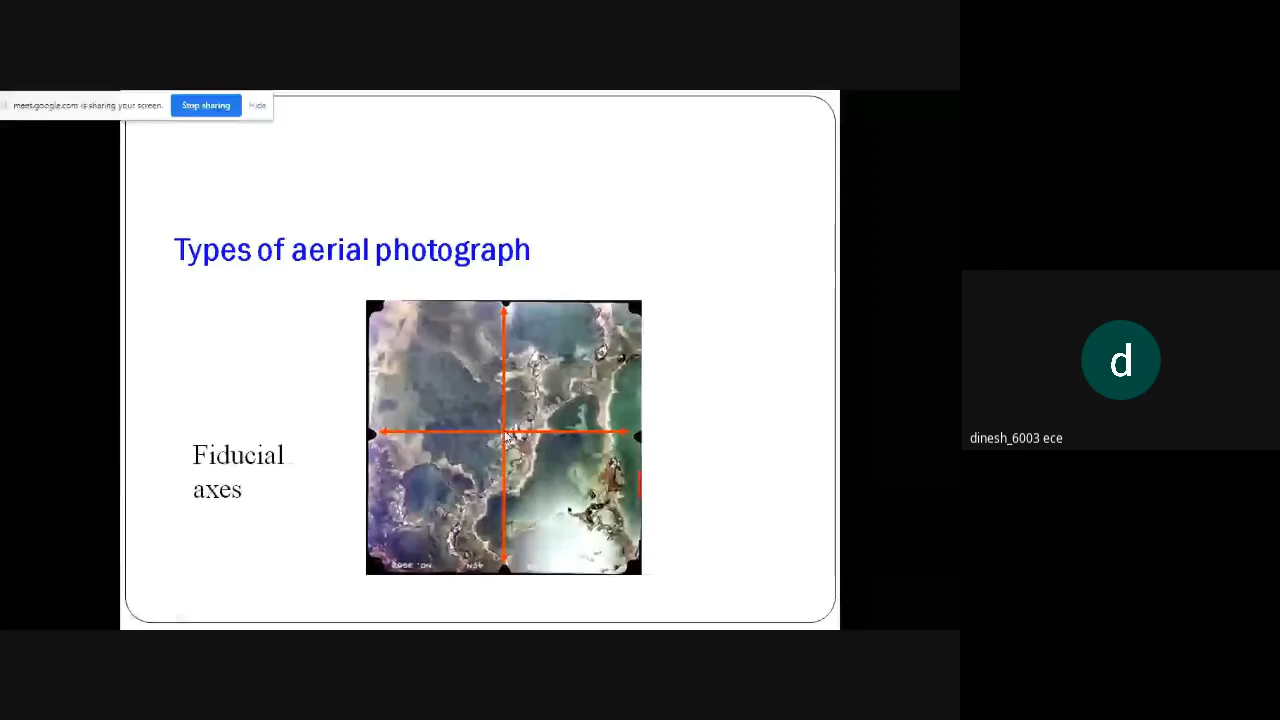 meet.google.com is sharing your screen.
Stop sharing
Hide
Types of aerial photograph
Fiducial
axes
d
dinesh_6003 ece